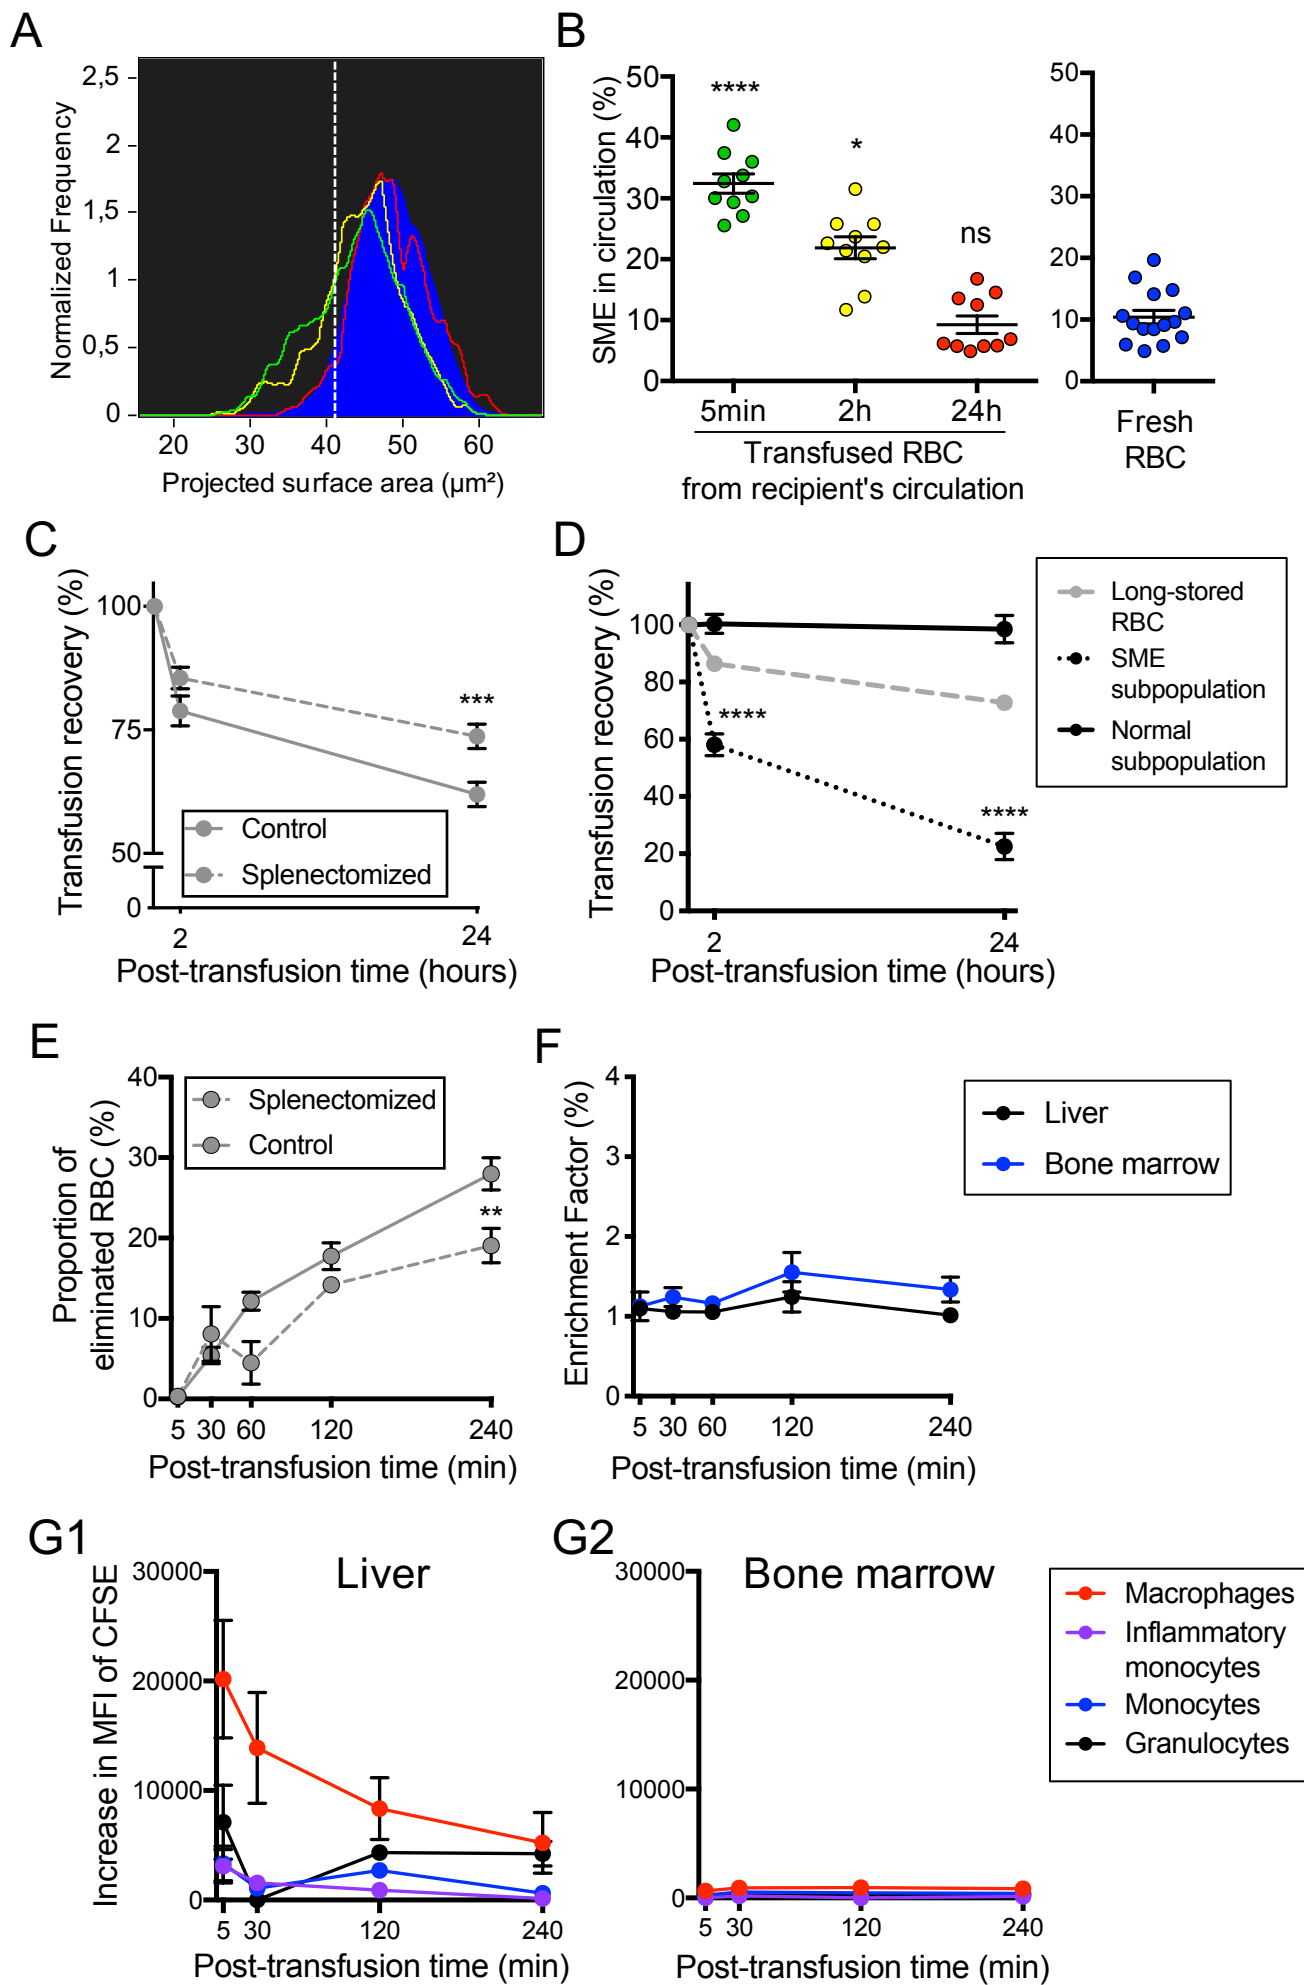 A
Normalized Frequency
2,5
2
1,5
1
0,5
0
20 30 40 50 60
Projected surface area (µm²)
B
SME in circulation (%)
50
40
30
20
10
0
****
*
ns
5min 2h 24h
Transfused RBC
from recipient's circulation
50
40
30
20
10
0
Fresh
RBC
C
Transfusion recovery (%)
100
75
50
0
***
Control
Splenectomized
2 24
Post-transfusion time (hours)
D
Transfusion recovery (%)
100
80
60
40
20
0
****
****
2 24
Post-transfusion time (hours)
Long-stored
RBC
SME
subpopulation
Normal
subpopulation
E
Proportion of
eliminated RBC (%)
40
30
20
10
0
Splenectomized
Control
**
5 30 60 120 240
Post-transfusion time (min)
F
Enrichment Factor (%)
4
3
2
1
0
5 30 60 120 240
Post-transfusion time (min)
Liver
Bone marrow
G1
Liver
Increase in MFI of CFSE
30000
20000
10000
0
5 30 120 240
Post-transfusion time (min)
G2
Bone marrow
30000
20000
10000
0
5 30 120 240
Post-transfusion time (min)
Macrophages
Inflammatory
monocytes
Monocytes
Granulocytes